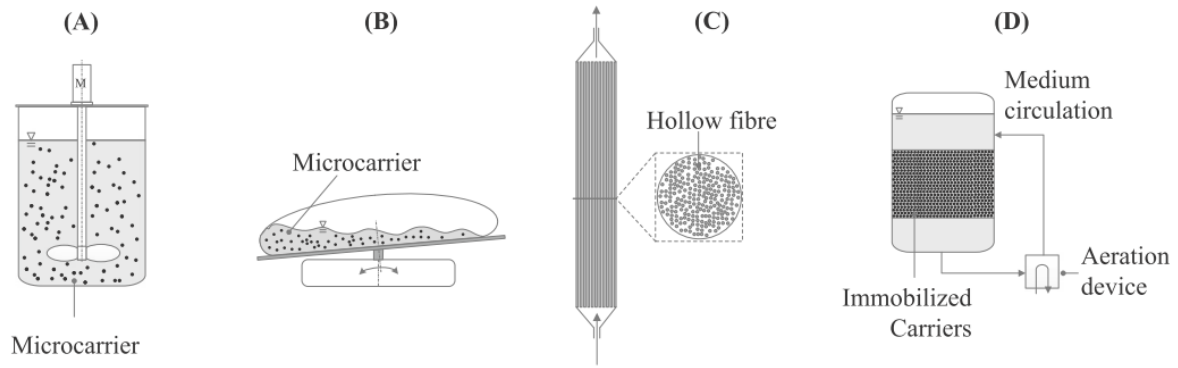 (A)
(B)
(C)
(D)
M
Microcarrier
Microcarrier
Hollow fibre
Medium
circulation
Immobilized
Carriers
Aeration
device